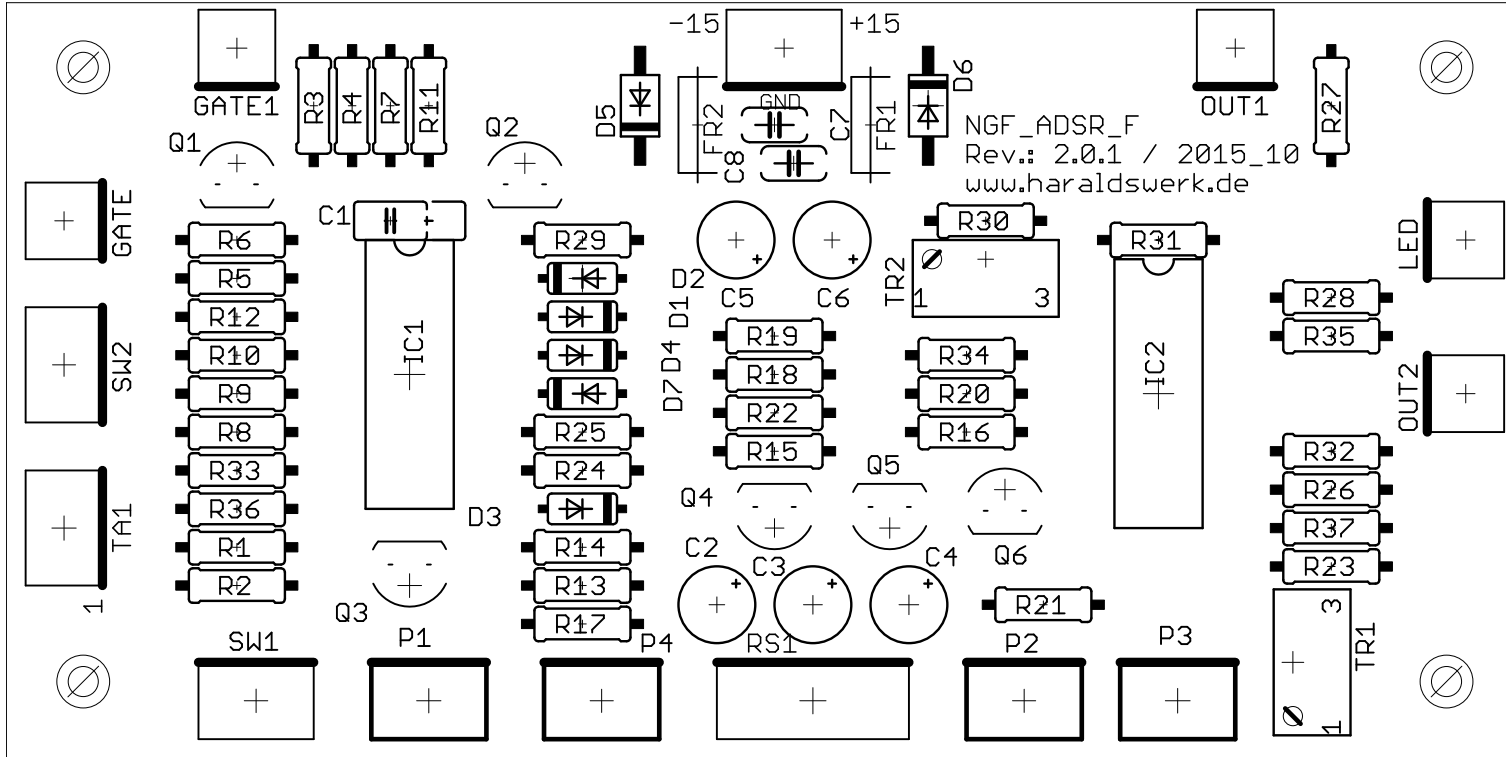 -15
+15
GATE1
R3
R4
R7
R11
D5
FR2
GND
C7
FR1
D6
OUT1
R27
Q1
Q2
C8
NGF_ADSR_F
Rev.: 2.0.1 / 2015_10
www.haraldswerk.de
GATE
C1
R6
R29
R30
R31
LED
R5
D2
C5
C6
TR2
1
3
R28
R12
D1
R19
R35
SW2
R10
IC1
D4
R18
R34
IC2
R9
D7
R22
R20
OUT2
R8
R25
R15
R16
R32
R33
R24
Q4
Q5
R26
TA1
R36
D3
R37
R1
R14
C2
C3
C4
Q6
R23
R2
R13
1
Q3
R17
R21
3
SW1
P1
P4
RS1
P2
P3
TR1
1